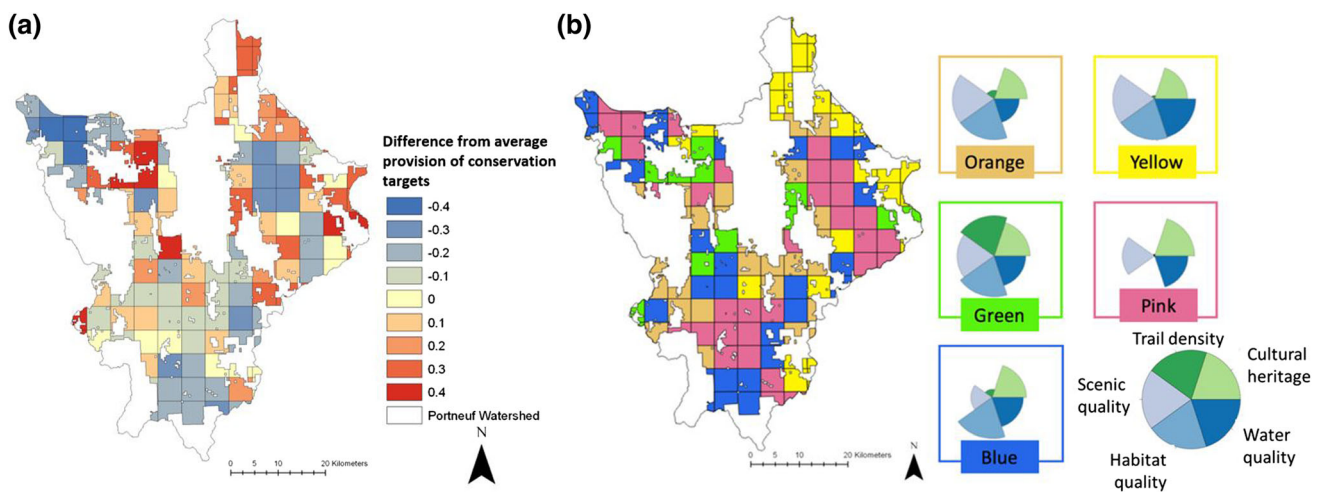 (a)
Difference from average
provision of conservation
targets
-0.4
-0.3
-0.2
-0.1
0
0.1
0.2
0.3
0.4
Portneuf Watershed
N
0 5 10 20 Kilometers
(b)
Orange
Yellow
Green
Pink
Blue
Trail density
Cultural
heritage
Scenic
quality
Water
quality
Habitat
quality
N
0 5 10 20 Kilometers